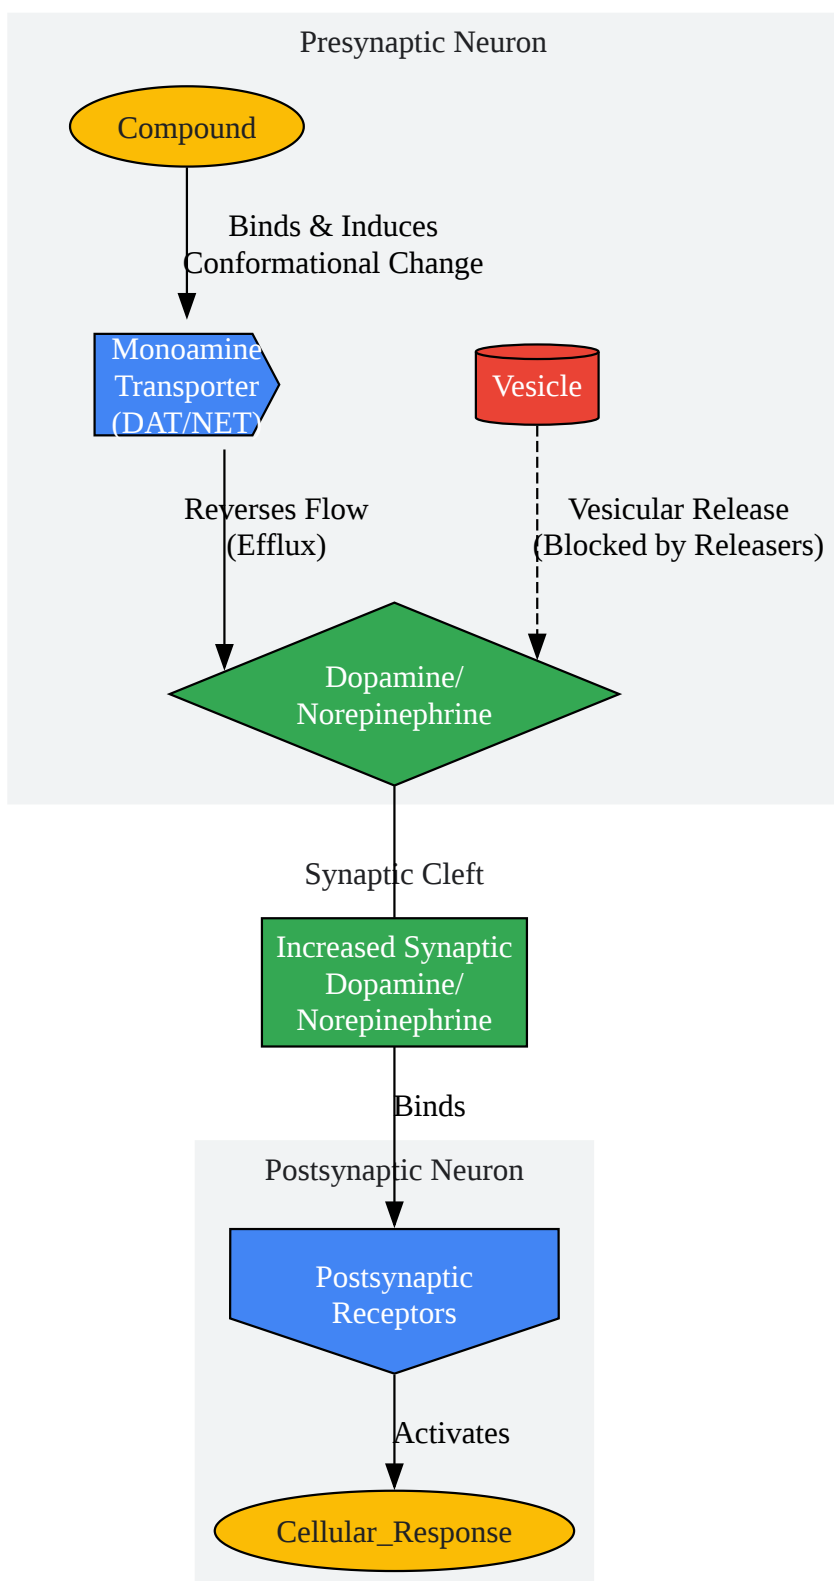 Presynaptic Neuron
Compound
Binds & Induces
Conformational Change
Monoamine
Transporter
(DAT/NET)
Vesicle
Reverses Flow
(Efflux)
Vesicular Release
(Blocked by Releasers)
Dopamine/
Norepinephrine
Synaptic Cleft
Increased Synaptic
Dopamine/
Norepinephrine
Binds
Postsynaptic Neuron
Postsynaptic
Receptors
Activates
Cellular_Response